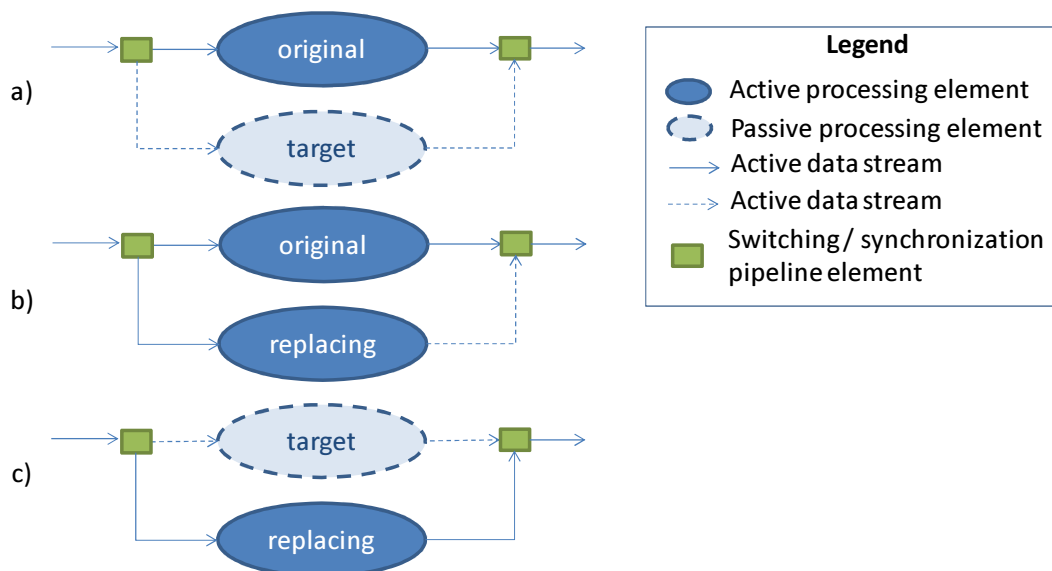 original
a)
target
original
b)
replacing
target
c)
replacing
Legend
Active processing element
Passive processing element
Active data stream
Active data stream
Switching/ synchronization
pipeline element